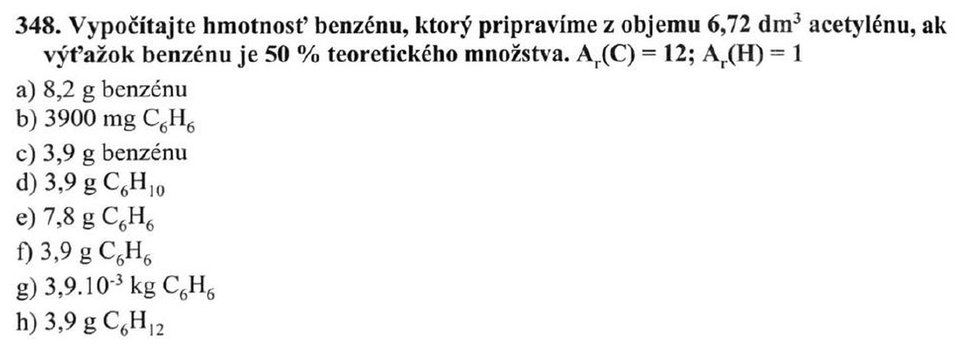 348. Vypočítajte hmotnosť benzénu, ktorý pripravíme z objemu 6,72 dm³ acetylénu, ak
výťažok benzénu je 50 % teoretického množstva. Aᵣ(C) = 12; Aᵣ(H) = 1
a) 8,2 g benzénu
b) 3900 mg C₆H₆
c) 3,9 g benzénu
d) 3,9 g C₆H₁₀
e) 7,8 g C₆H₆
f) 3,9 g C₆H₆
g) 3,9.10⁻³ kg C₆H₆
h) 3,9 g C₆H₁₂